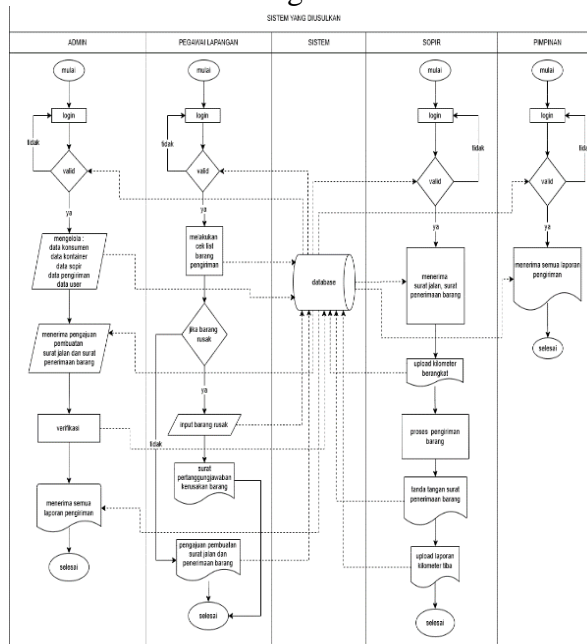 SISTEM YANG DIUSULKAN
ADMIN
PEGAWAI LAPANGAN
SISTEM
SOPIR
PIMPINAN
mulai
login
tidak
valid
ya
mengelola :
data konsumen
data kontainer
data sopir
data pengiriman
data user
menerima pengajuan
pembuatan
surat jalan dan surat
penerimaan barang
verifikasi
menerima semua
laporan pengiriman
selesai
mulai
login
tidak
valid
ya
melakukan
cek list
barang
pengiriman
jika barang
rusak
ya
tidak
input barang rusak
surat
pertanggungjawaban
kerusakan barang
pengajuan pembuatan
surat jalan dan
penerimaan barang
selesai
database
mulai
login
tidak
valid
ya
menerima
surat jalan, surat
penerimaan barang
upload kilometer
berangkat
proses pengiriman
barang
tanda tangan surat
penerimaan barang
upload laporan
kilometer tiba
selesai
mulai
login
valid
ya
menerima semua laporan
pengiriman
selesai